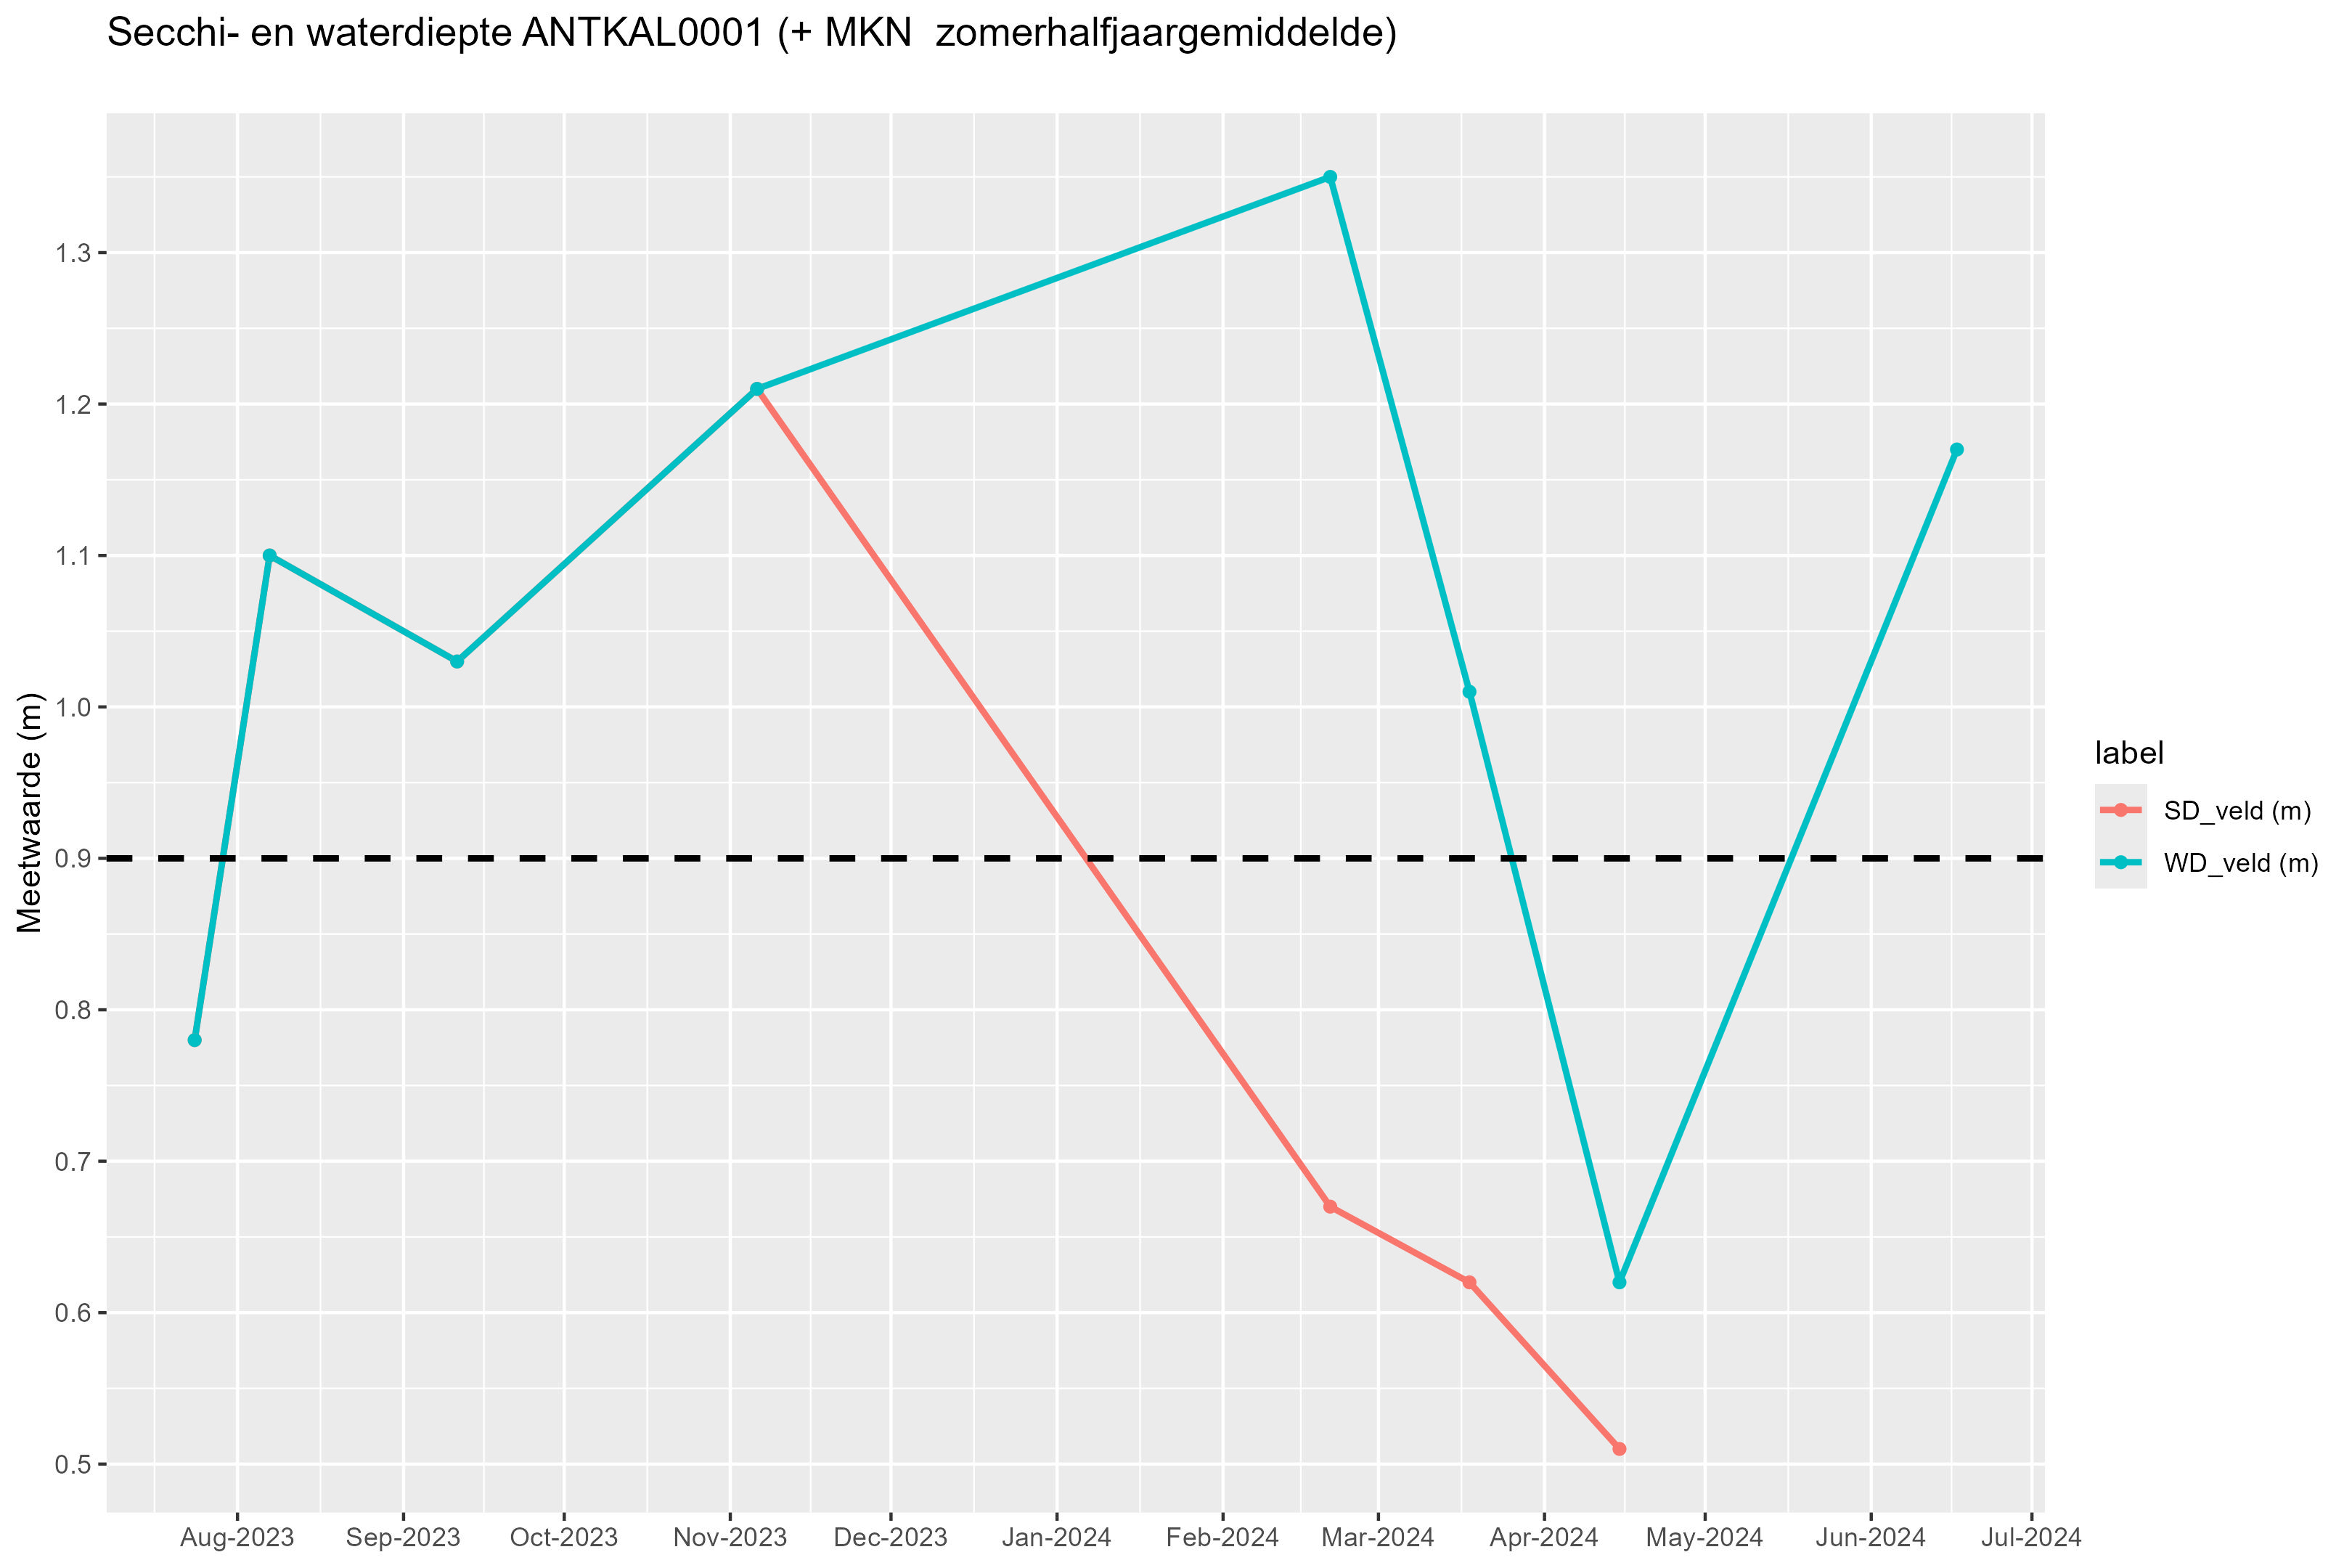 Secchi- en waterdiepte ANTKAL0001 (+ MKN  zomerhalfjaargemiddelde)
Meetwaarde (m)
1.3
1.2
1.1
1.0
0.9
0.8
0.7
0.6
0.5
Aug-2023 Sep-2023 Oct-2023 Nov-2023 Dec-2023 Jan-2024 Feb-2024 Mar-2024 Apr-2024 May-2024 Jun-2024 Jul-2024
label
SD_veld (m)
WD_veld (m)